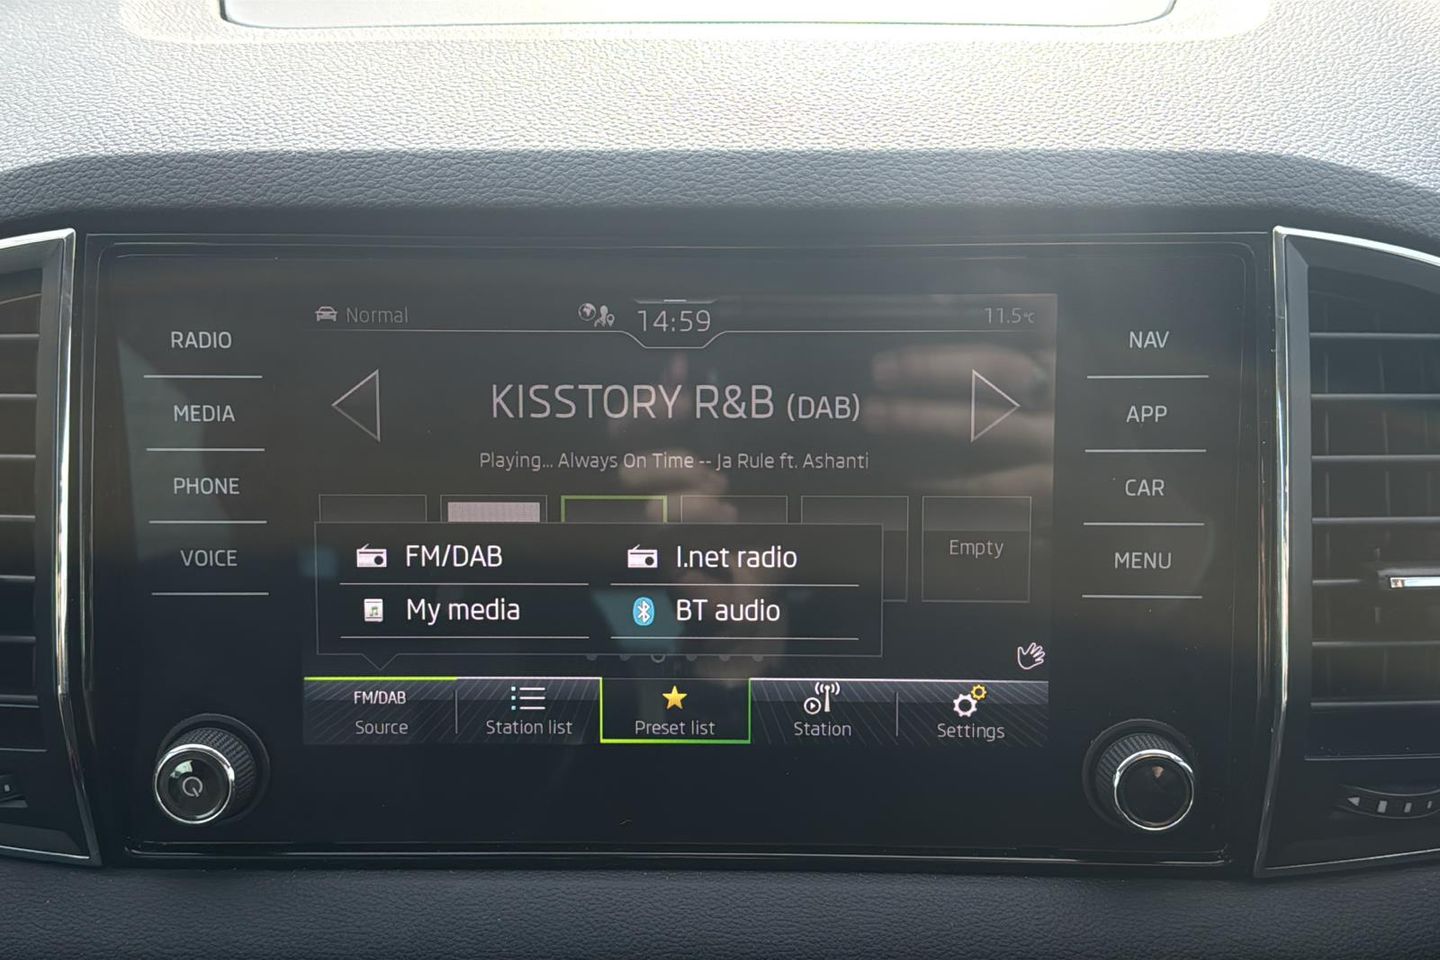 Normal
14:59
11.5°C
RADIO
MEDIA
PHONE
VOICE
KISSTORY R&B (DAB)
Playing... Always On Time -- Ja Rule ft. Ashanti
Empty
FM/DAB
I.net radio
My media
BT audio
FM/DAB
Source
Station list
Preset list
Station
Settings
NAV
APP
CAR
MENU